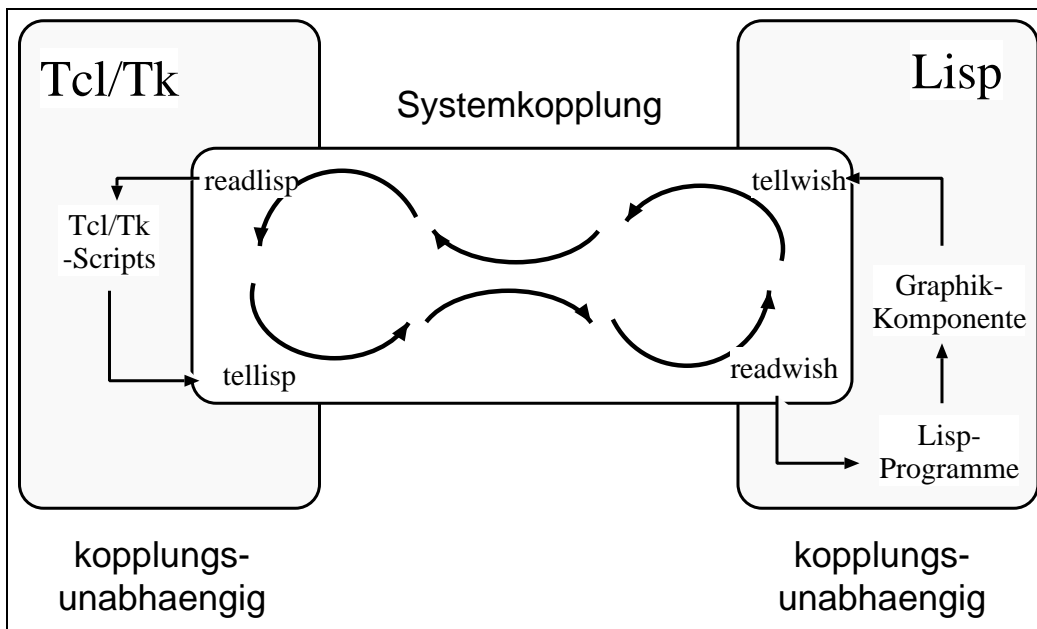 Tcl/Tk
Lisp
Systemkopplung
readlisp
tellwish
Tcl/Tk
-Scripts
Graphik-
Komponente
tellisp
readwish
Lisp-
Programme
kopplungs-
unabhaengig
kopplungs-
unabhaengig